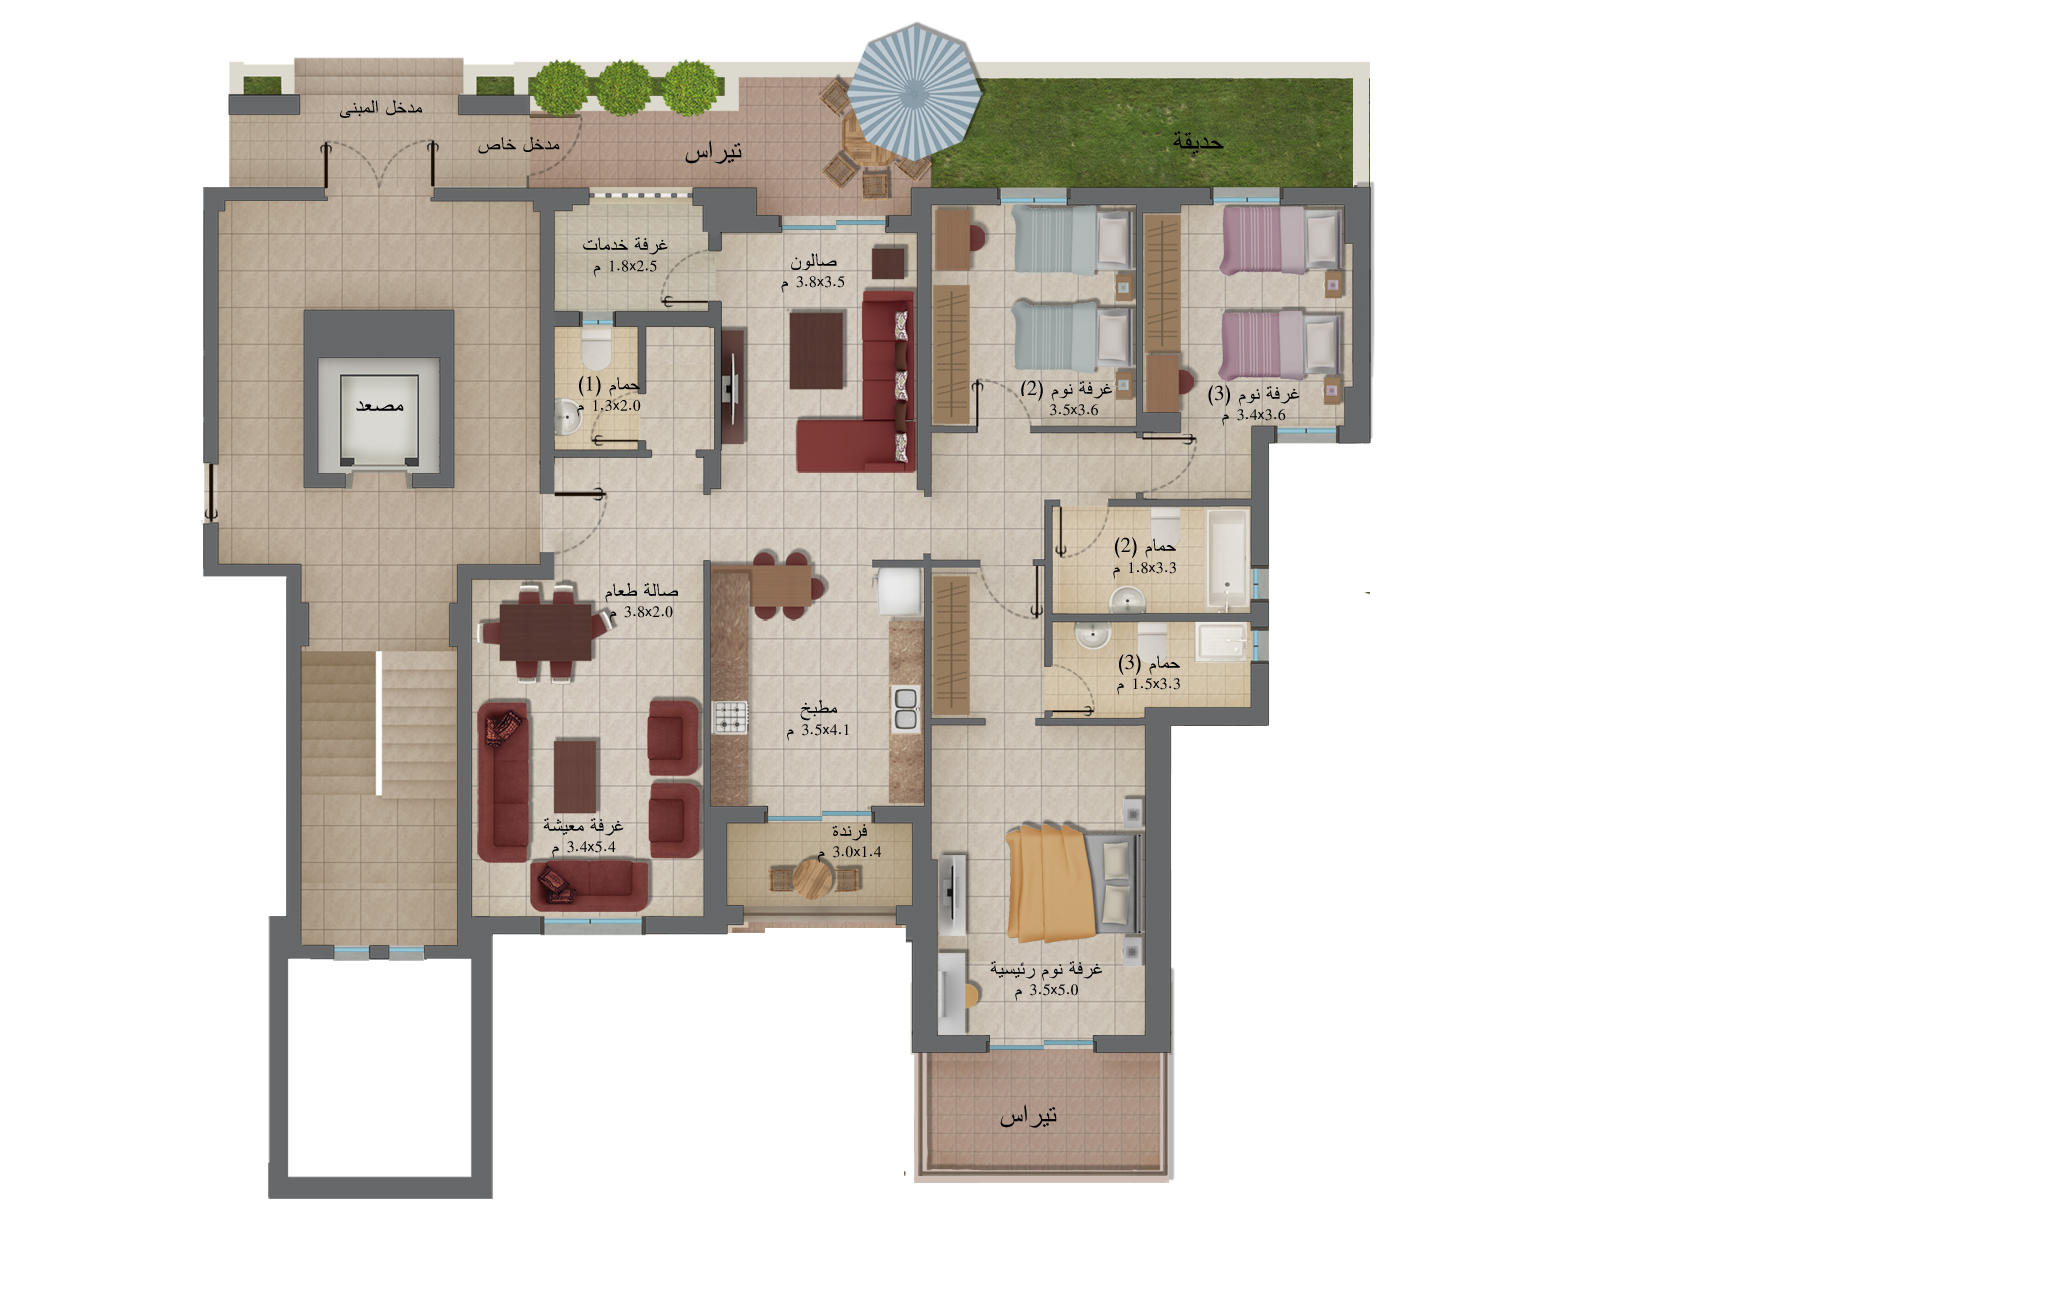 مدخل المبنى
مدخل خاص
تيراس
حديقة
غرفة خدمات
1.8x2.5 م
صالون
3.8x3.5 م
حمام (1)
1.3x2.0 م
غرفة نوم (2)
3.5x3.6
غرفة نوم (3)
3.4x3.6 م
مصعد
حمام (2)
1.8x3.3 م
صالة طعام
3.8x2.0 م
حمام (3)
1.5x3.3 م
مطبخ
3.5x4.1 م
غرفة معيشة
3.4x5.4 م
فرندة
3.0x1.4 م
غرفة نوم رئيسية
3.5x5.0 م
تيراس